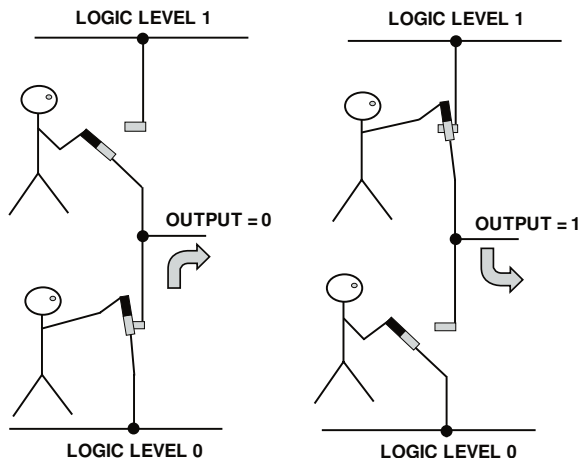 LOGIC LEVEL 1
OUTPUT = 0
LOGIC LEVEL 0
LOGIC LEVEL 1
OUTPUT = 1
LOGIC LEVEL 0